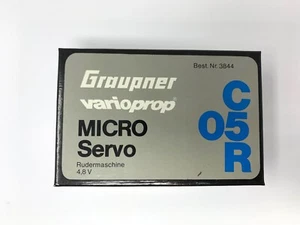 Best Nr. 3844
Graupner
varioprop
MICRO
Servo
Rudermaschine
4,8 V
C
05
R